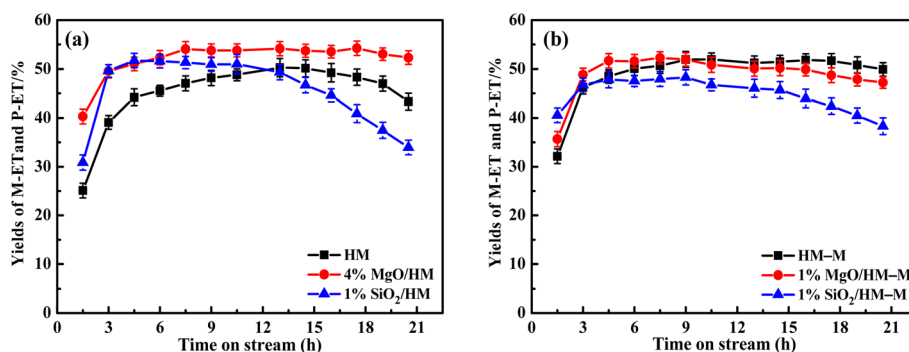 (a)
Yields of M-ET and P-ET/%
60
50
40
30
20
10
0
HM
4% MgO/HM
1% SiO₂/HM
0 3 6 9 12 15 18 21
Time on stream (h)
(b)
Yields of M-ET and P-ET/%
60
50
40
30
20
10
0
HM–M
1% MgO/HM–M
1% SiO₂/HM–M
0 3 6 9 12 15 18 21
Time on stream (h)